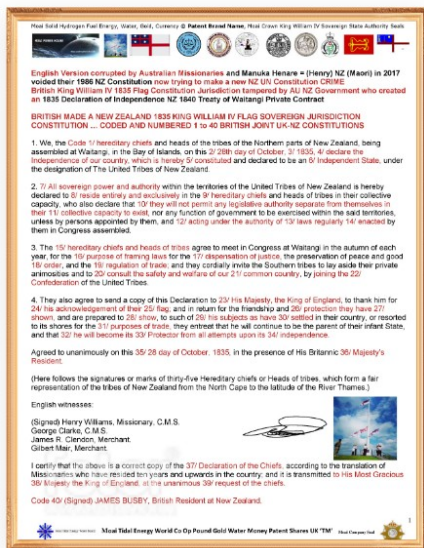 Moai Solid Hydrogen Fuel Energy, Water, Gold, Currency @ Patent Brand Name, Moai Crown King William IV Sovereign State Authority Seals
English Version corrupted by Australian Missionaries and Manuka Henare = (Henry) NZ (Maori) in 2017
voided their 1986 NZ Constitution now trying to make a new NZ UN Constitution CRIME
British King William IV 1835 Flag Constitution Jurisdiction tampered by AU NZ Government who created
an 1835 Declaration of Independence NZ 1840 Treaty of Waitangi Private Contract
BRITISH MADE A NEW ZEALAND 1835 KING WILLIAM IV FLAG SOVEREIGN JURISDICTION
CONSTITUTION .... CODED AND NUMBERED 1 to 40 BRITISH JOINT UK-NZ CONSTITUTIONS
1. We, the Code 1/ hereditary chiefs and heads of the tribes of the Northern parts of New Zealand, being
assembled at Waitangi, in the Bay of Islands, on this 2/ 28th day of October, 3/ 1835, 4/ declare the
Independence of our country, which is hereby 5/ constituted and declared to be an 6/ Independent State, under
the designation of The United Tribes of New Zealand.
2. 7/ All sovereign power and authority within the territories of the United Tribes of New Zealand is hereby
declared to 8/ reside entirely and exclusively in the 9/ hereditary chiefs and heads of tribes in their collective
capacity, who also declare that 10/ they will not permit any legislative authority separate from themselves in
their 11/ collective capacity to exist, nor any function of government to be exercised within the said territories,
unless by persons appointed by them, and 12/ acting under the authority of 13/ laws regularly 14/ enacted by
them in Congress assembled.
3. The 15/ hereditary chiefs and heads of tribes agree to meet in Congress at Waitangi in the autumn of each
year, for the 16/ purpose of framing laws for the 17/ dispensation of justice, the preservation of peace and good
18/ order, and the 19/ regulation of trade; and they cordially invite the Southern tribes to lay aside their private
animosities and to 20/ consult the safety and welfare of our 21/ common country, by joining the 22/
Confederation of the United Tribes.
4. They also agree to send a copy of this Declaration to 23/ His Majesty, the King of England, to thank him for
24/ his acknowledgement of their 25/ flag; and in return for the friendship and 26/ protection they have 27/
shown, and are prepared to 28/ show, to such of 29/ his subjects as have 30/ settled in their country, or resorted
to its shores for the 31/ purposes of trade, they entreat that he will continue to be the parent of their infant State,
and that 32/ he will become its 33/ Protector from all attempts upon its 34/ independence.
Agreed to unanimously on this 35/ 28 day of October, 1835, in the presence of His Britannic 36/ Majesty's
Resident.
(Here follows the signatures or marks of thirty-five Hereditary chiefs or Heads of tribes, which form a fair
representation of the tribes of New Zealand from the North Cape to the latitude of the River Thames.)
English witnesses:
(Signed) Henry Williams, Missionary, C.M.S.
George Clarke, C.M.S.
James R. Clendon, Merchant.
Gilbert Mair, Merchant.
I certify that the above is a correct copy of the 37/ Declaration of the Chiefs, according to the translation of
Missionaries who have resided ten years and upwards in the country; and it is transmitted to His Most Gracious
38/ Majesty the King of England, at the unanimous 39/ request of the chiefs.
Code 40/ (Signed) JAMES BUSBY, British Resident at New Zealand.
1
Moai Tidal Energy World Co Op Pound Gold Water Money Patent Shares UK "TM"